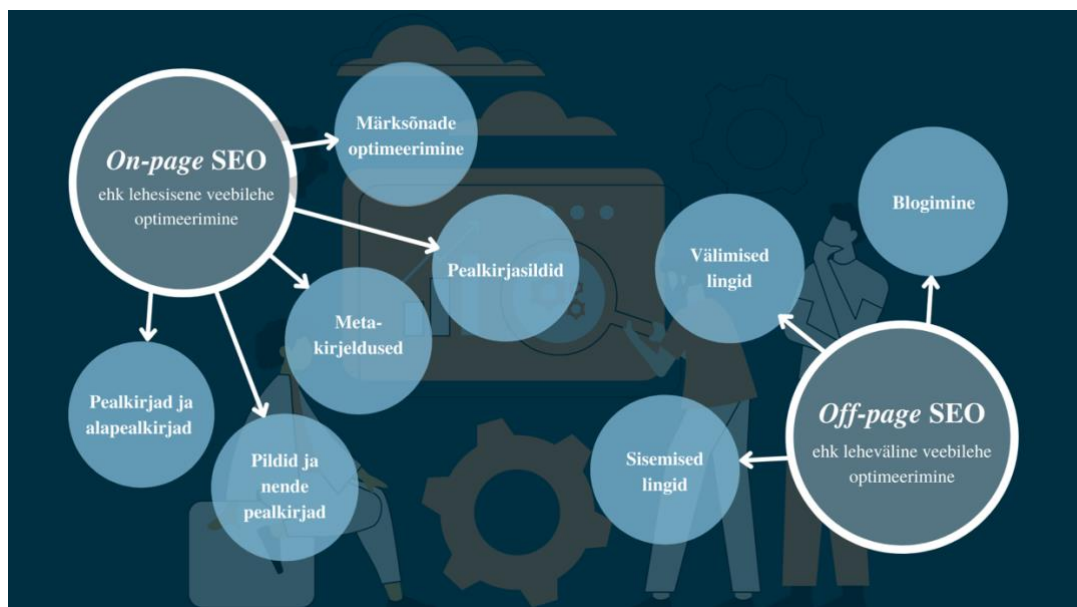 On-page SEO
ehk lehesisene veebilehe
optimeerimine
Märksõnade
optimeerimine
Pealkirjasildid
Meta-
kirjeldused
Pealkirjad ja
alapealkirjad
Pildid ja
nende
pealkirjad
Off-page SEO
ehk leheväline veebilehe
optimeerimine
Blogimine
Välimised
lingid
Sisemised
lingid